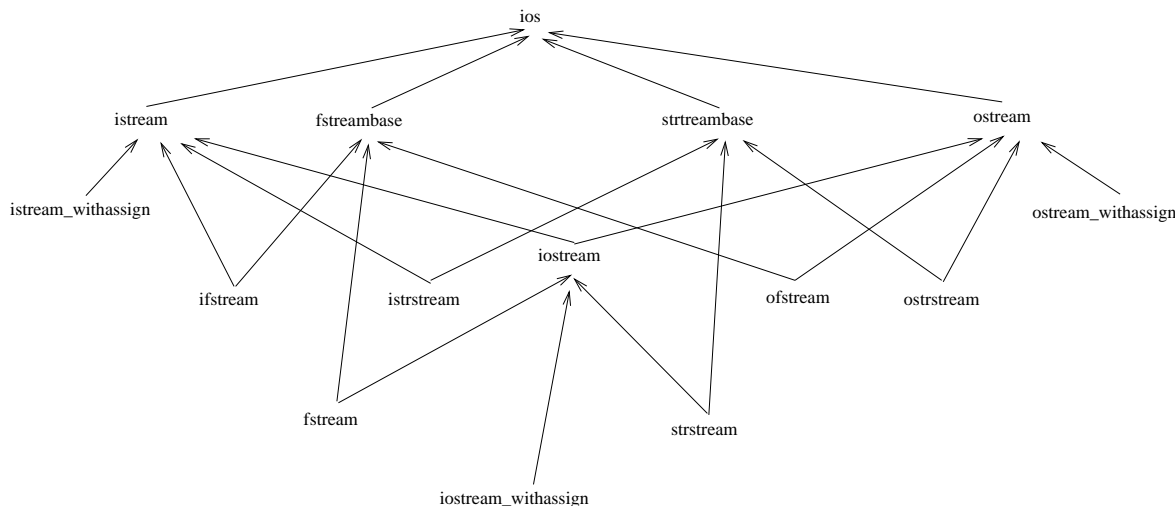 ios
istream
fstreambase
strtreambase
ostream
istream_withassign
ostream_withassign
iostream
ifstream
istrstream
ofstream
ostrstream
fstream
strstream
iostream_withassign